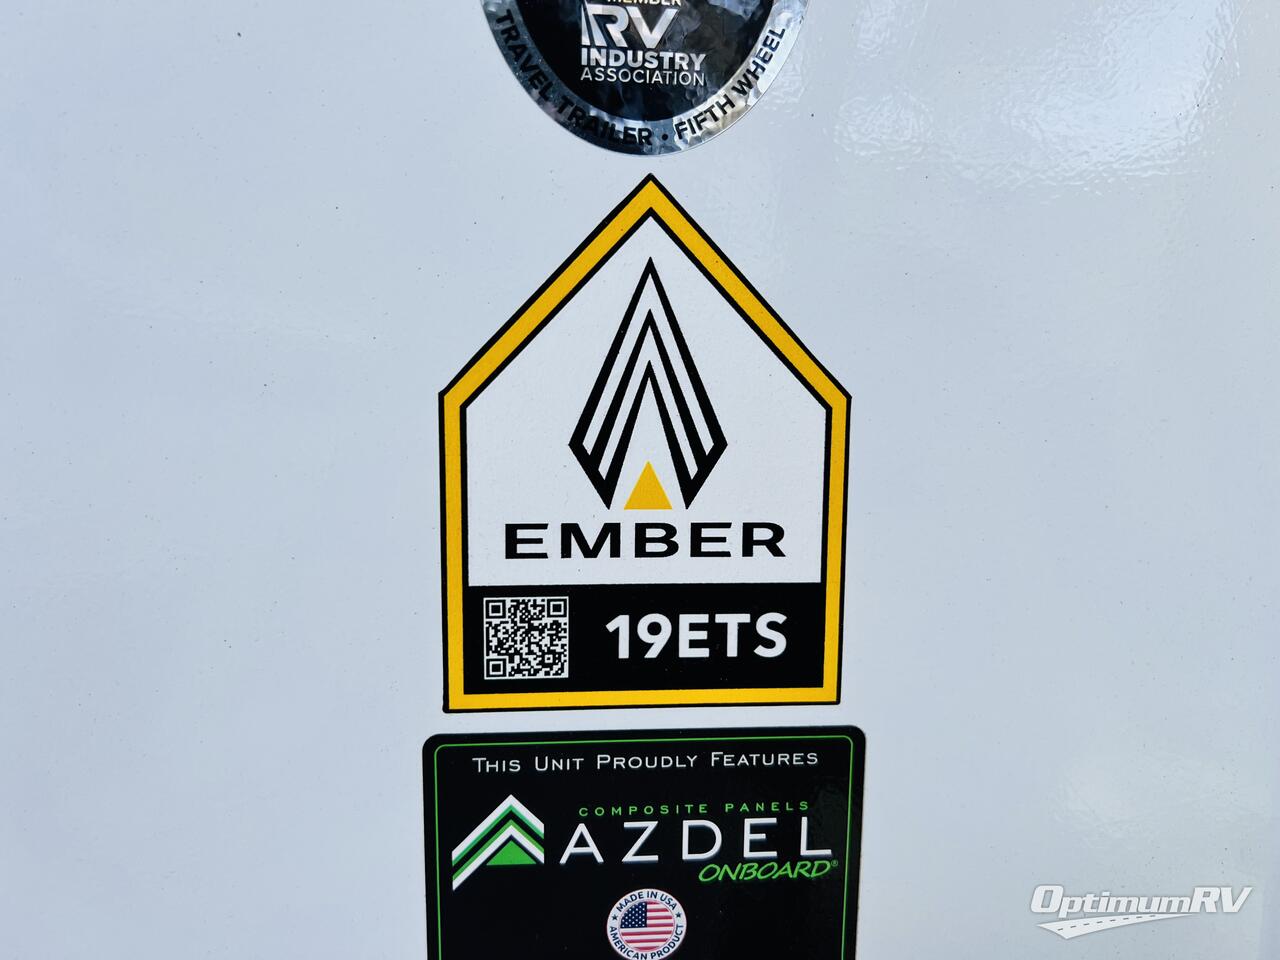 MEMBER
RV
INDUSTRY
ASSOCIATION
TRAVEL TRAILER · FIFTH WHEEL
EMBER
19ETS
THIS UNIT PROUDLY FEATURES
COMPOSITE PANELS
AZDEL
ONBOARD®
MADE IN USA
AMERICAN PRODUCT
OptimumRV